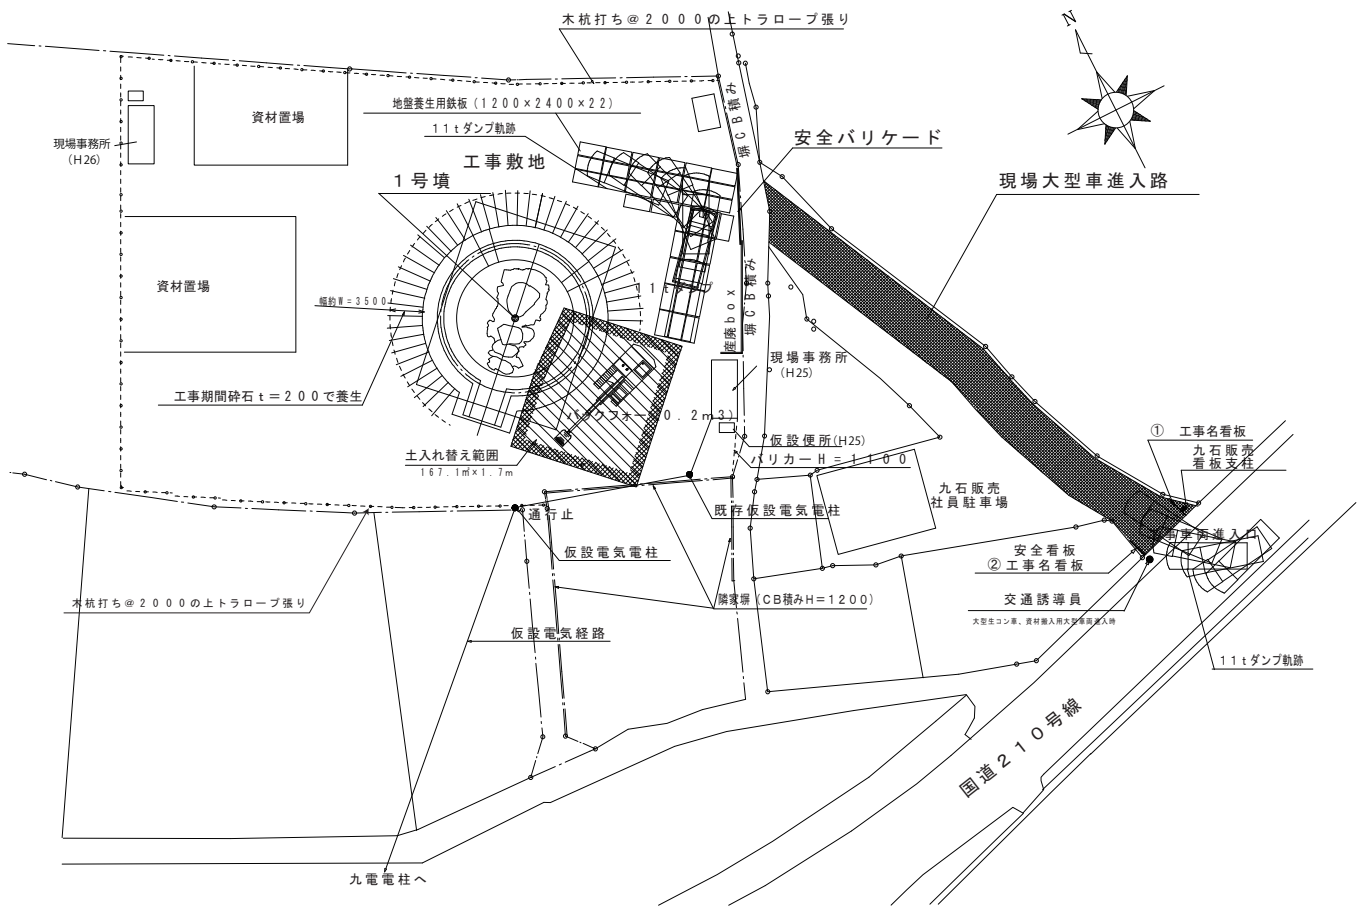 木杭打ち＠２０００の上トラロープ張り
N
地盤養生用鉄板（１２００×２４００×２２）
１１ｔダンプ軌跡
資材置場
現場事務所
（H26）
工事敷地
塀ＣＢ積み
安全バリケード
１号墳
現場大型車進入路
資材置場
幅約Ｗ＝３５００
産廃ｂｏｘ
塀ＣＢ積み
現場事務所
(H25)
工事期間砕石ｔ＝２００で養生
仮設便所(H25)
バリカーＨ＝１１００
土入れ替え範囲
１６７．１㎡×１．７ｍ
① 工事名看板
九石販売
看板支柱
九石販売
社員駐車場
既存仮設電気電柱
通行止
仮設電気電柱
安全看板
②工事名看板
木杭打ち＠２０００の上トラロープ張り
隣家塀（CB積みH＝1200）
交通誘導員
大型生コン車、資材搬入用大型車両進入時
仮設電気経路
１１ｔダンプ軌跡
国道２１０号線
九電電柱へ